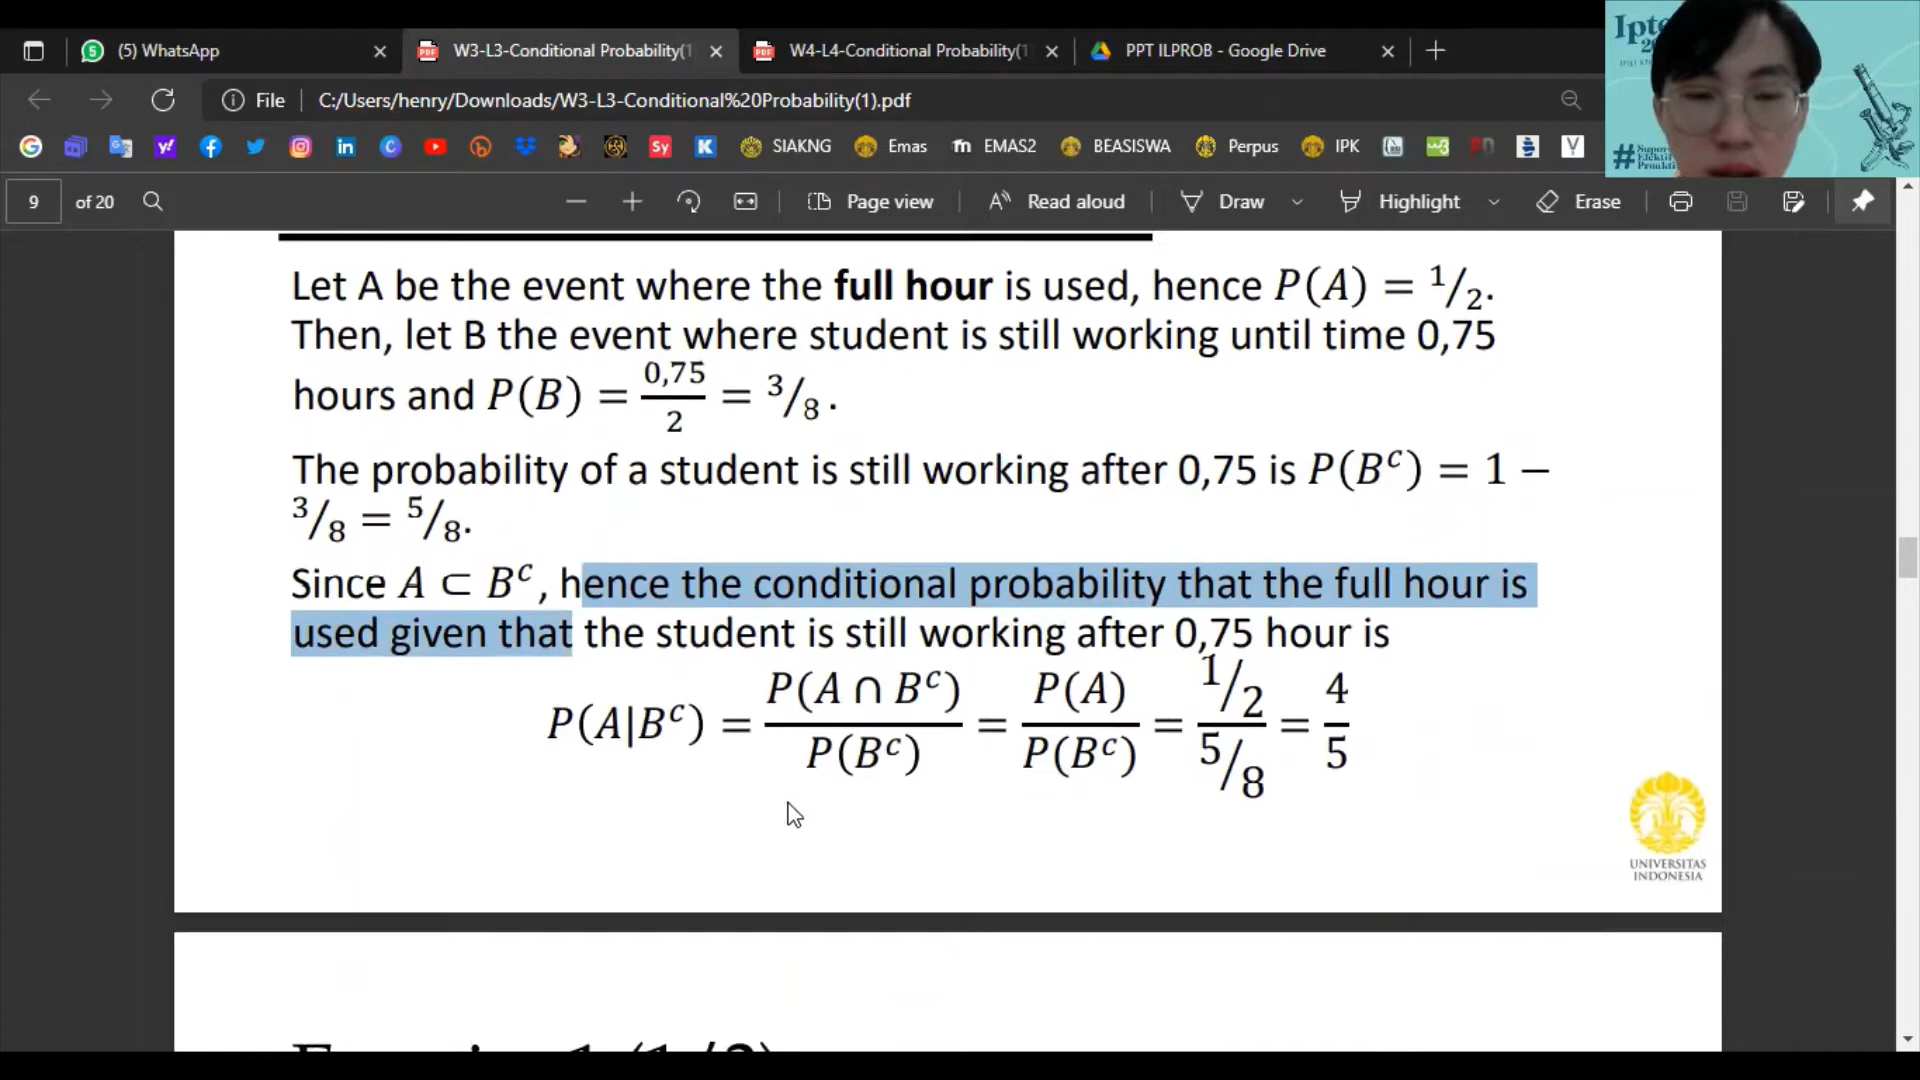 (5) WhatsApp
W3-L3-Conditional Probability(1
W4-L4-Conditional Probability(1
PPT ILPROB - Google Drive
File
C:/Users/henry/Downloads/W3-L3-Conditional%20Probability(1).pdf
SIAKNG
Emas
EMAS2
BEASISWA
Perpus
IPK
9
of 20
Page view
Read aloud
Draw
Highlight
Erase
Let A be the event where the full hour is used, hence P(A) = 1/2.
Then, let B the event where student is still working until time 0,75
hours and P(B) = 0,75/2 = 3/8 .
The probability of a student is still working after 0,75 is P(Bᶜ) = 1 −
3/8 = 5/8.
Since A ⊂ Bᶜ, hence the conditional probability that the full hour is
used given that the student is still working after 0,75 hour is
P(A|Bᶜ) = P(A ∩ Bᶜ)/P(Bᶜ) = P(A)/P(Bᶜ) = (1/2)/(5/8) = 4/5
UNIVERSITAS
INDONESIA